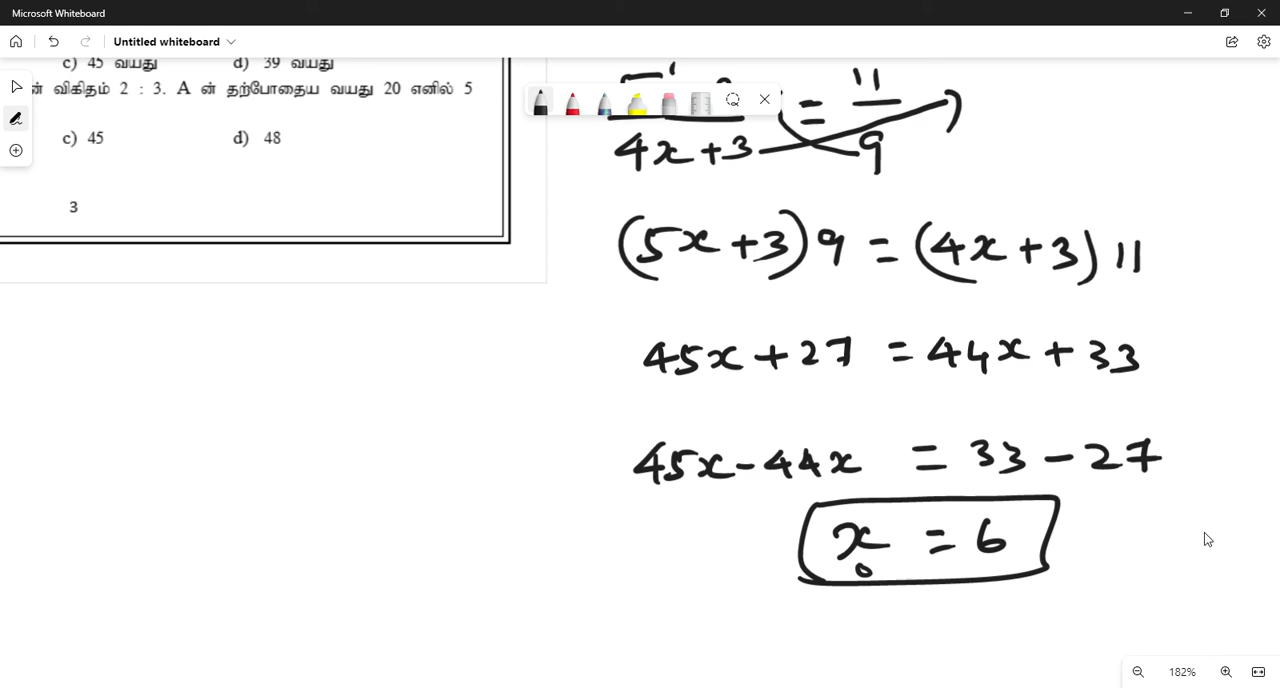 Microsoft Whiteboard
Untitled whiteboard
c) 45 வயது d) 39 வயது
ன் விகிதம் 2 : 3. A ன் தற்போதைய வயது 20 எனில் 5
c) 45 d) 48
3
= 11
4x+3 9
(5x+3)9 = (4x+3)11
45x+27 = 44x+33
45x-44x = 33-27
x = 6
182%